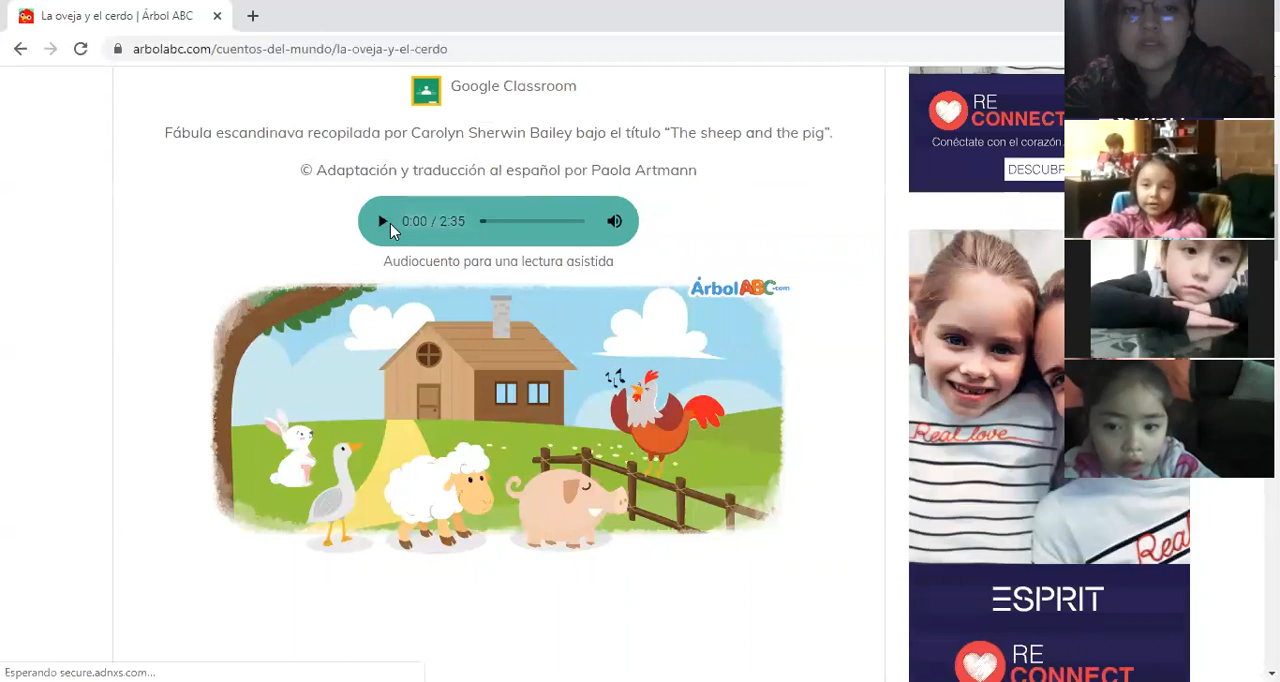 La oveja y el cerdo | Árbol ABC
arbolabc.com/cuentos-del-mundo/la-oveja-y-el-cerdo
Google Classroom
Fábula escandinava recopilada por Carolyn Sherwin Bailey bajo el título “The sheep and the pig”.
© Adaptación y traducción al español por Paola Artmann
0:00 / 2:35
Audiocuento para una lectura asistida
ÁrbolABC.com
RE
CONNECT
Conéctate con el corazón.
DESCUBR
Real love
Real
ESPRIT
RE
CONNECT
Esperando secure.adnxs.com...